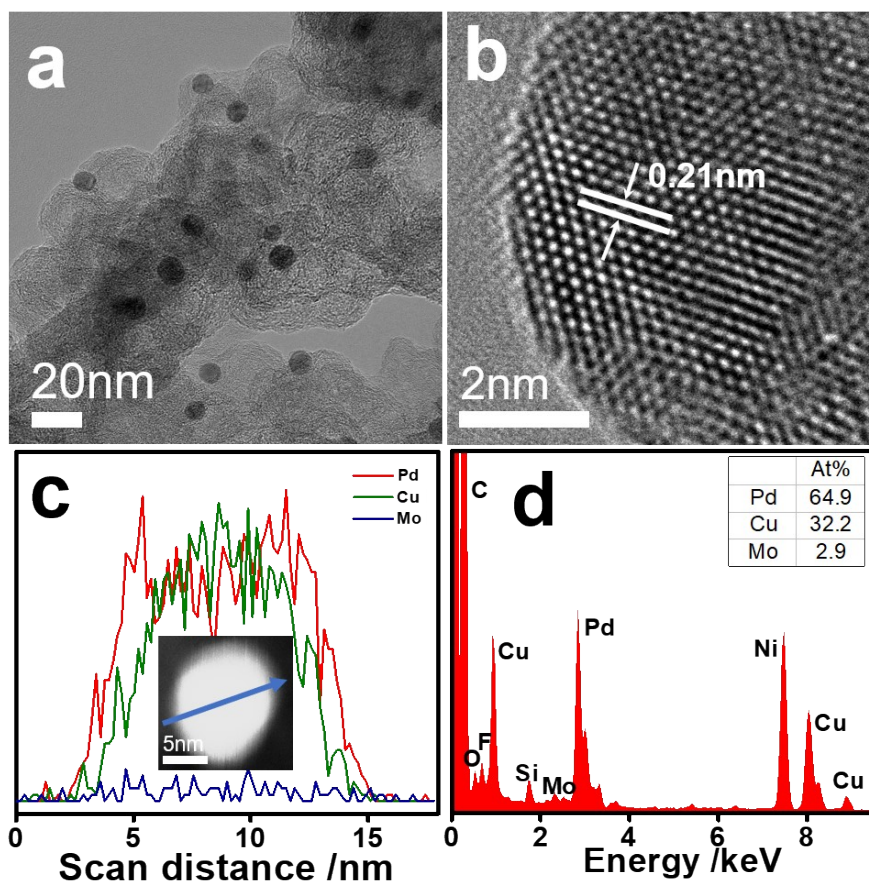 a
20nm
b
0.21nm
2nm
c
Pd
Cu
Mo
5nm
0 5 10 15
Scan distance /nm
d
At%
Pd 64.9
Cu 32.2
Mo 2.9
C
O
F
Cu
Si
Mo
Pd
Ni
Cu
Cu
0 2 4 6 8
Energy /keV